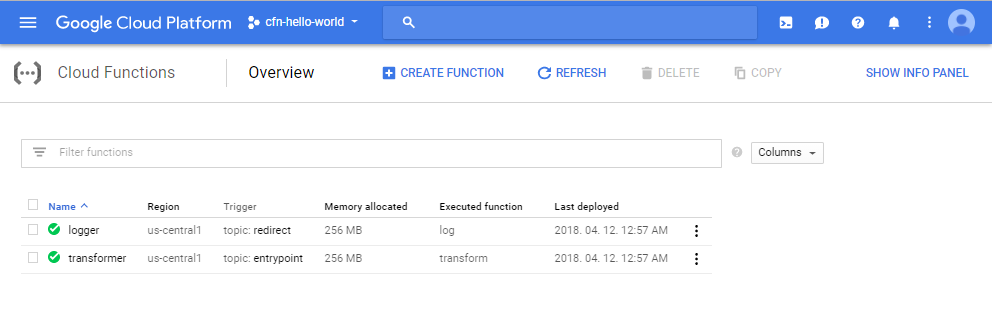 Google Cloud Platform cfn-hello-world
Cloud Functions Overview CREATE FUNCTION REFRESH DELETE COPY SHOW INFO PANEL
Filter functions Columns
Name Region Trigger Memory allocated Executed function Last deployed
logger us-central1 topic: redirect 256 MB log 2018. 04. 12. 12:57 AM
transformer us-central1 topic: entrypoint 256 MB transform 2018. 04. 12. 12:57 AM